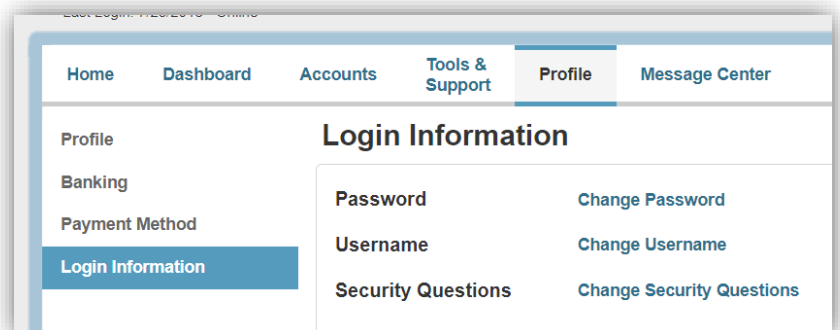 Home
Dashboard
Accounts
Tools &
Support
Profile
Message Center
Profile
Banking
Payment Method
Login Information
Login Information
Password Change Password
Username Change Username
Security Questions Change Security Questions